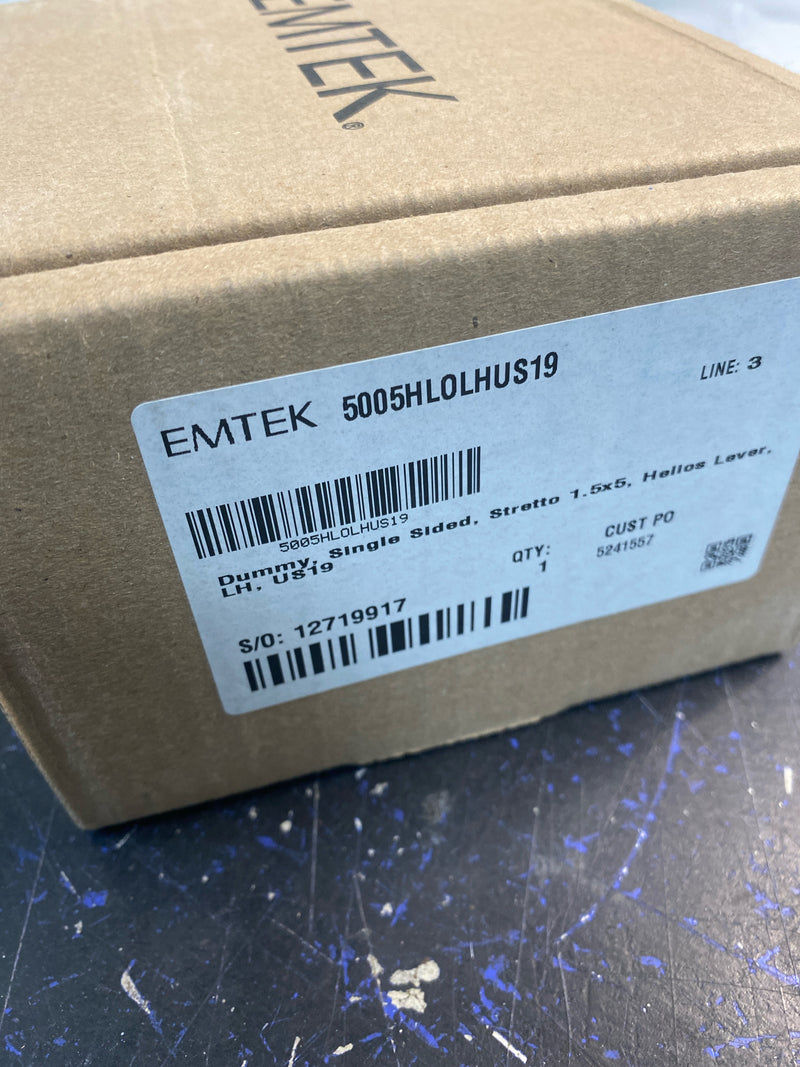 EMTEK®
EMTEK 5005HLOLHUS19
LINE: 3
5005HLOLHUS19
Dummy, Single Sided, Stretto 1.5x5, Helios Lever,
LH, US19
QTY:
1
CUST PO
5241557
S/O: 12719917